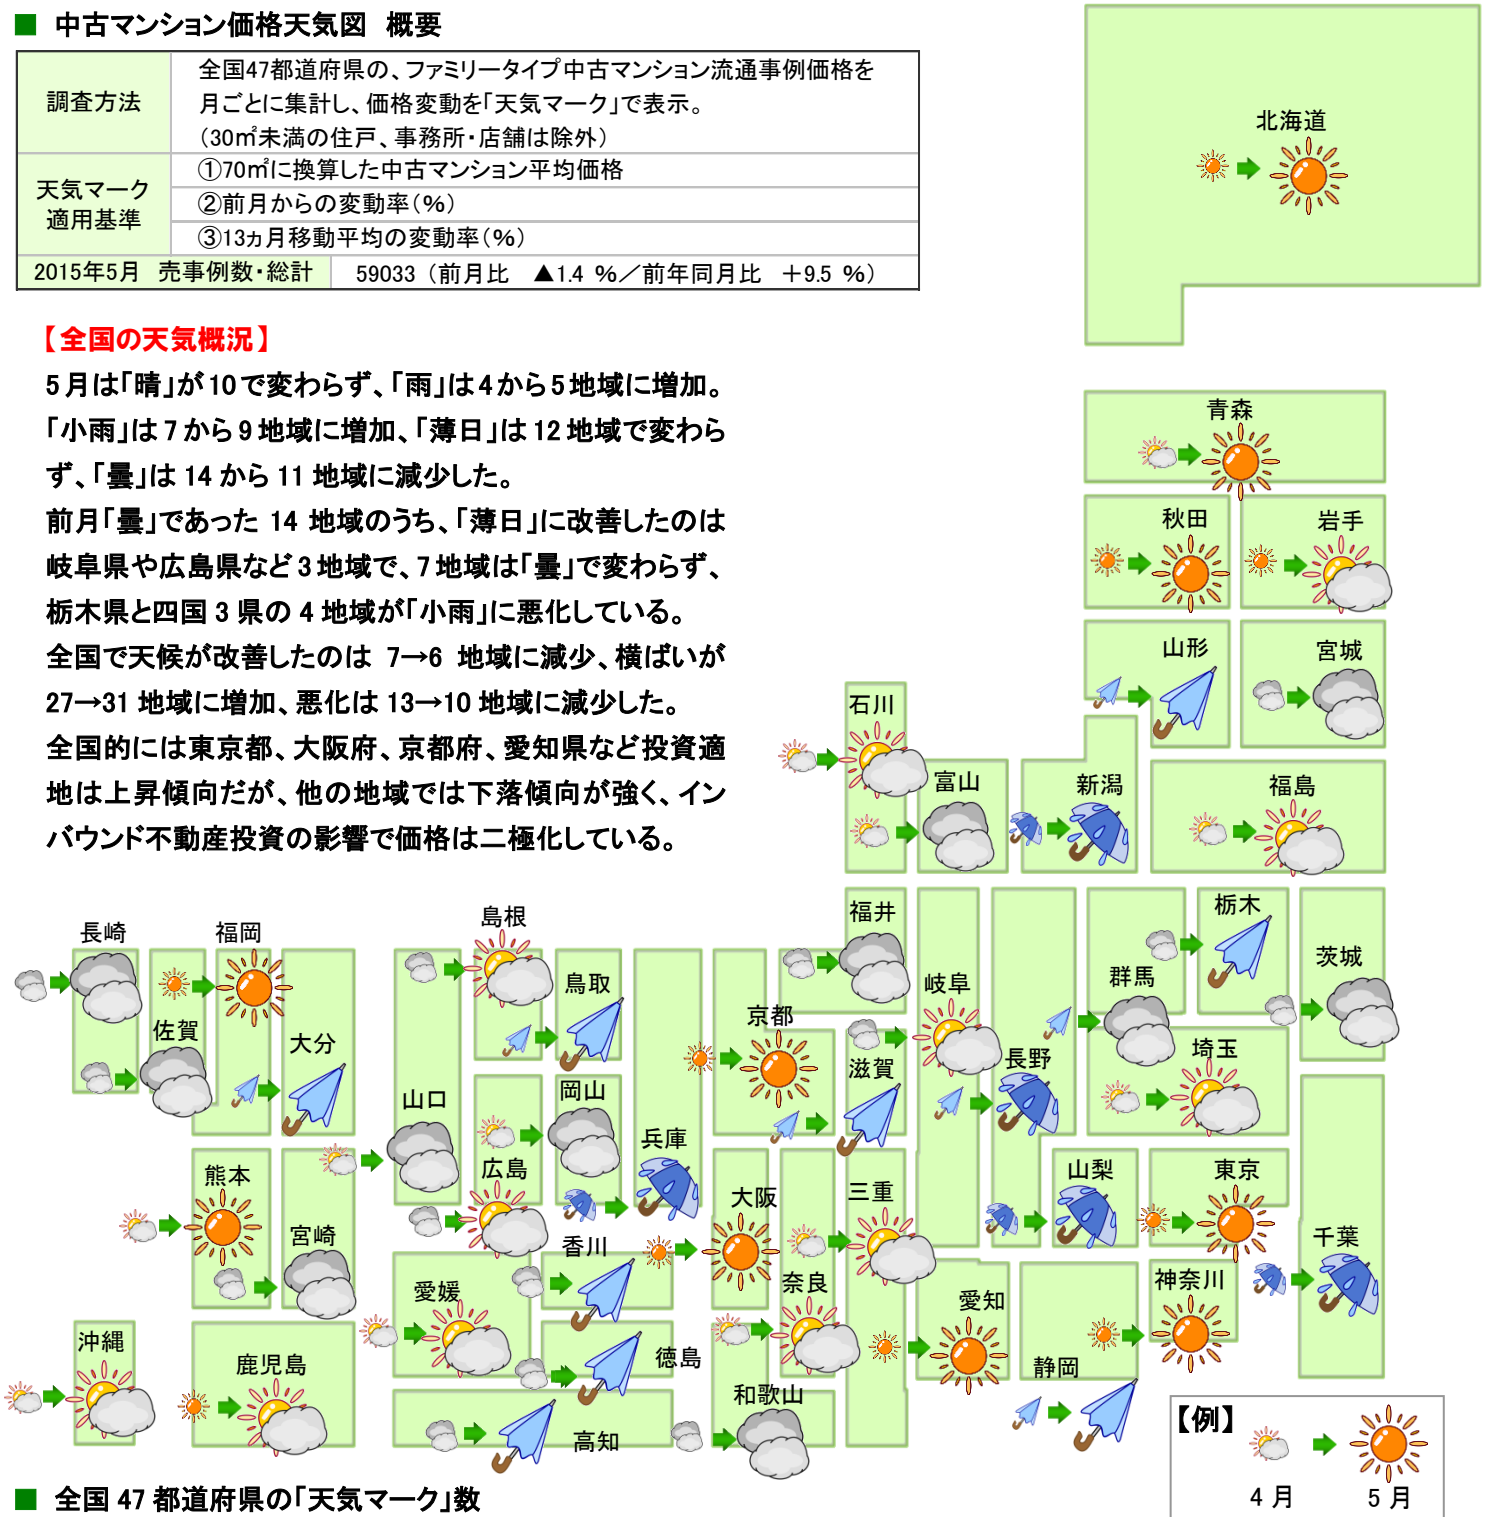 ■ 中古マンション価格天気図 概要
調査方法
全国47都道府県の、ファミリータイプ中古マンション流通事例価格を
月ごとに集計し、価格変動を「天気マーク」で表示。
（30㎡未満の住戸、事務所・店舗は除外）
天気マーク
適用基準
①70㎡に換算した中古マンション平均価格
②前月からの変動率（％）
③13ヵ月移動平均の変動率（％）
2015年5月 売事例数・総計
59033（前月比 ▲1.4 ％／前年同月比 ＋9.5 ％）
【全国の天気概況】
5月は「晴」が10で変わらず、「雨」は4から5地域に増加。
「小雨」は7から9地域に増加、「薄日」は12地域で変わら
ず、「曇」は14から11地域に減少した。
前月「曇」であった 14 地域のうち、「薄日」に改善したのは
岐阜県や広島県など3地域で、7地域は「曇」で変わらず、
栃木県と四国3県の4地域が「小雨」に悪化している。
全国で天候が改善したのは 7→6 地域に減少、横ばいが
27→31地域に増加、悪化は13→10地域に減少した。
全国的には東京都、大阪府、京都府、愛知県など投資適
地は上昇傾向だが、他の地域では下落傾向が強く、イン
バウンド不動産投資の影響で価格は二極化している。
北海道
青森
秋田
岩手
山形
宮城
石川
富山
新潟
福島
長崎
福岡
島根
福井
栃木
佐賀
大分
鳥取
京都
岐阜
群馬
茨城
山口
岡山
滋賀
長野
埼玉
熊本
広島
兵庫
大阪
三重
山梨
東京
宮崎
香川
奈良
千葉
愛媛
愛知
神奈川
沖縄
鹿児島
徳島
静岡
高知
和歌山
【例】
4月
5月
■ 全国47都道府県の「天気マーク」数